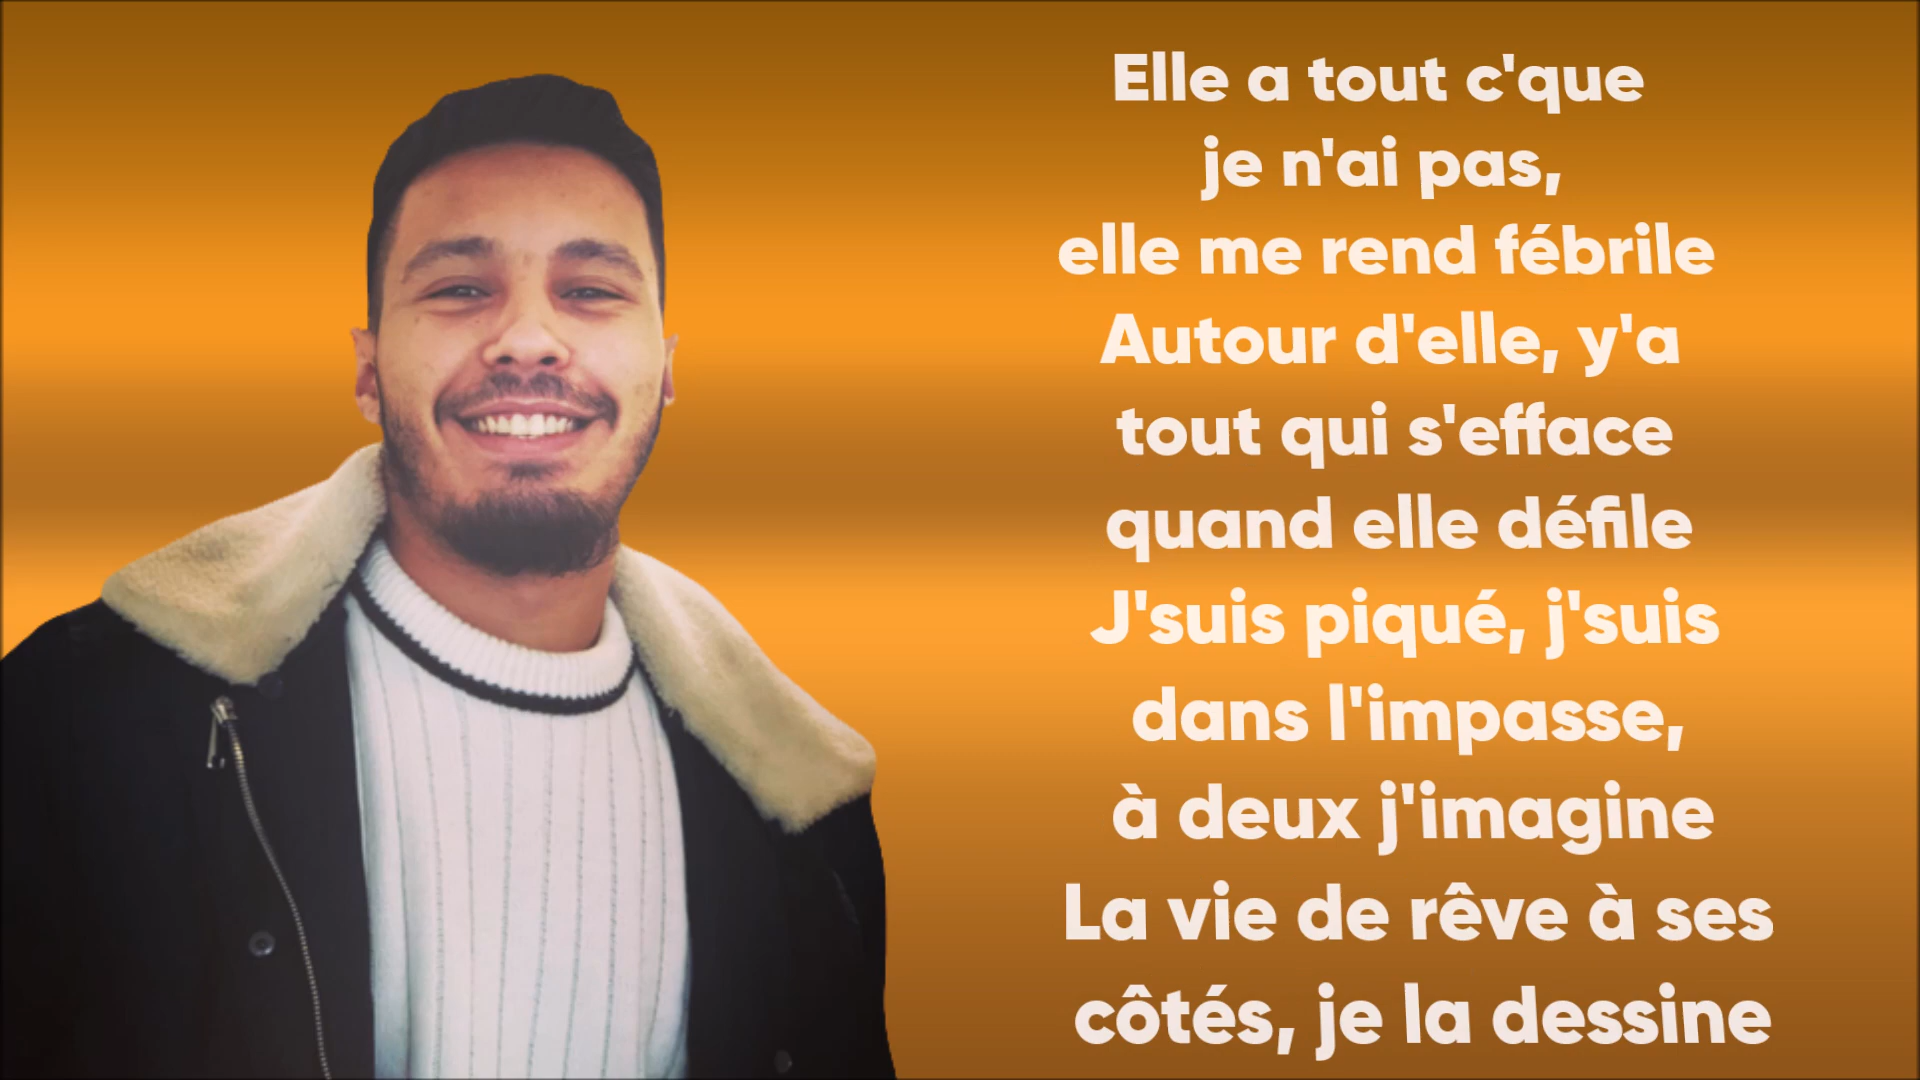 Elle a tout c'que
je n'ai pas,
elle me rend fébrile
Autour d'elle, y'a
tout qui s'efface
quand elle défile
J'suis piqué, j'suis
dans l'impasse,
à deux j'imagine
La vie de rêve à ses
côtés, je la dessine